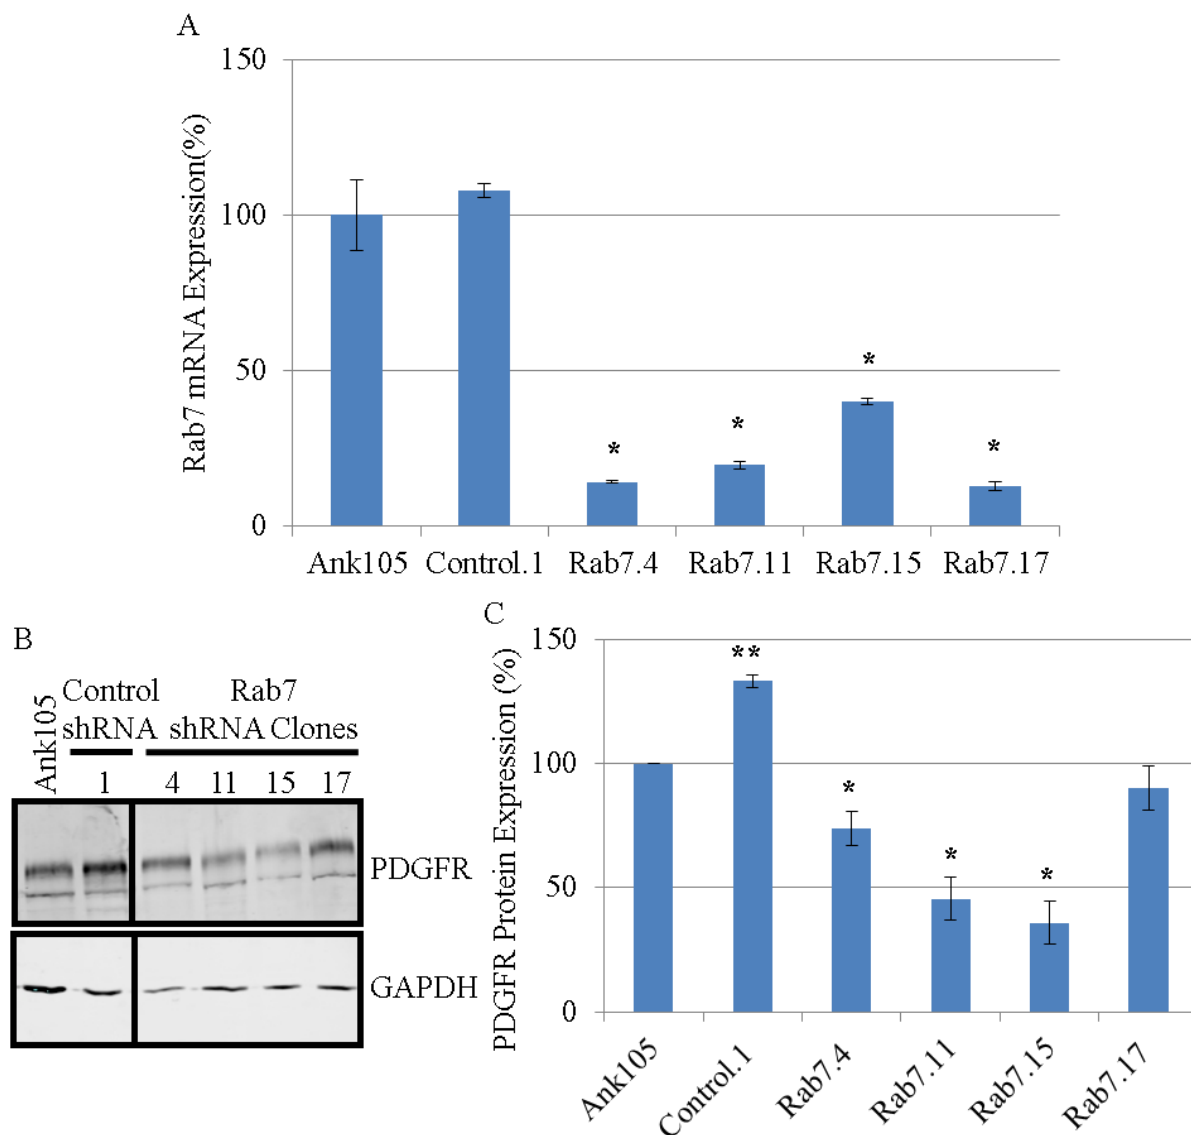 A
Rab7 mRNA Expression(%)
150
100
50
0
*
*
*
*
Ank105 Control.1 Rab7.4 Rab7.11 Rab7.15 Rab7.17
B
Ank105
Control
shRNA
Rab7
shRNA Clones
1 4 11 15 17
PDGFR
GAPDH
C
PDGFR Protein Expression (%)
150
100
50
0
**
*
*
*
Ank105 Control.1 Rab7.4 Rab7.11 Rab7.15 Rab7.17